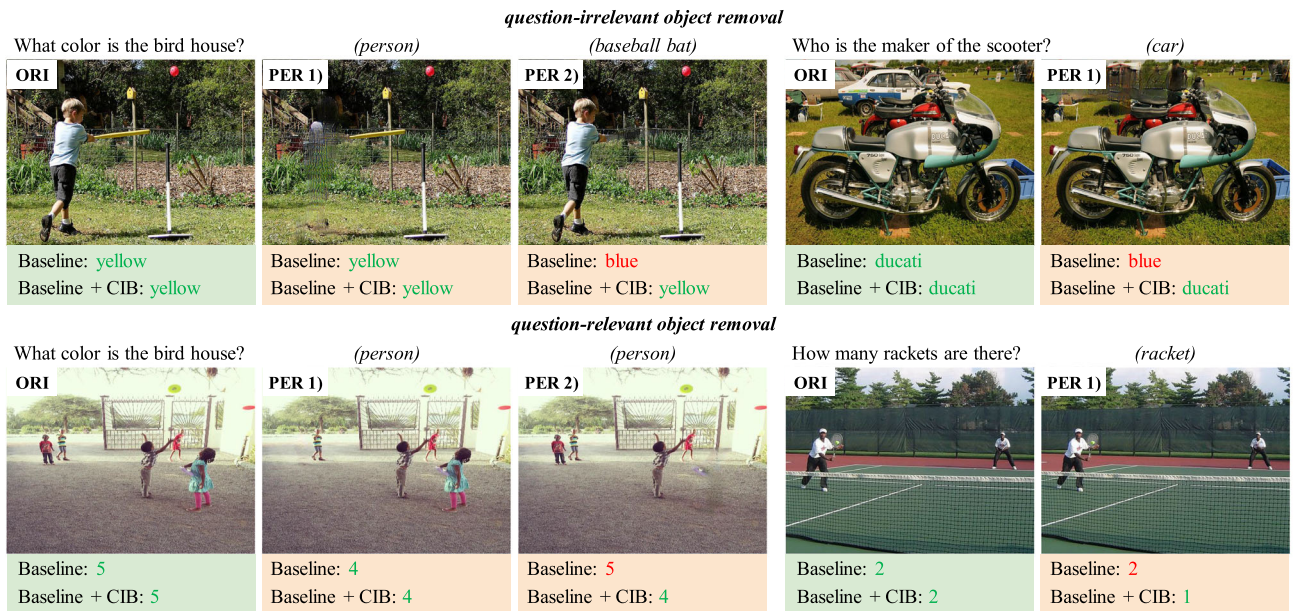 question-irrelevant object removal
What color is the bird house?
(person)
(baseball bat)
Who is the maker of the scooter?
(car)
ORI
PER 1)
PER 2)
ORI
PER 1)
750
Baseline: yellow
Baseline + CIB: yellow
Baseline: yellow
Baseline + CIB: yellow
Baseline: blue
Baseline + CIB: yellow
Baseline: ducati
Baseline + CIB: ducati
Baseline: blue
Baseline + CIB: ducati
question-relevant object removal
What color is the bird house?
(person)
(person)
How many rackets are there?
(racket)
ORI
PER 1)
PER 2)
ORI
PER 1)
Baseline: 5
Baseline + CIB: 5
Baseline: 4
Baseline + CIB: 4
Baseline: 5
Baseline + CIB: 4
Baseline: 2
Baseline + CIB: 2
Baseline: 2
Baseline + CIB: 1